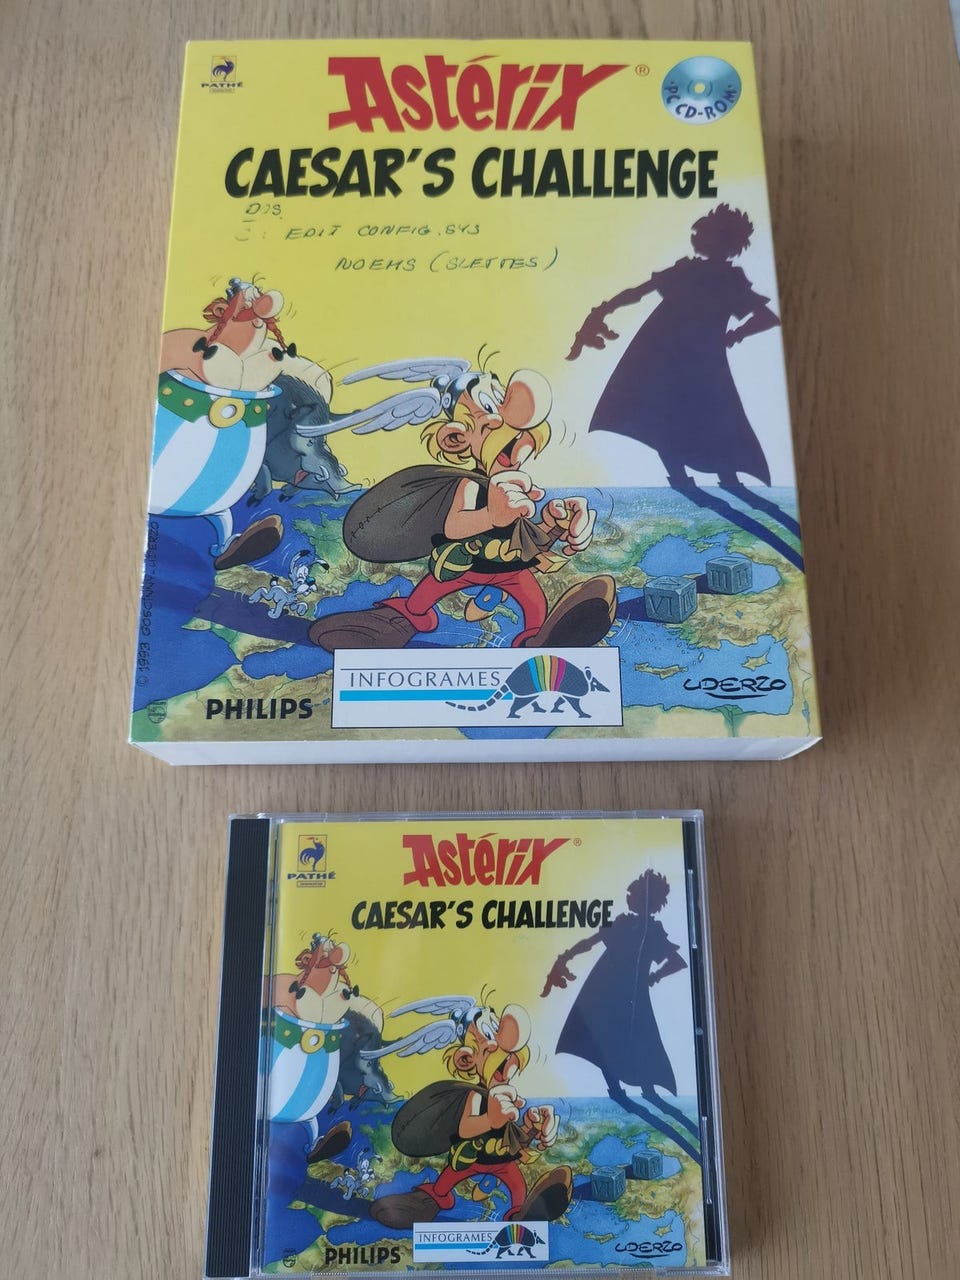 PATHÉ
Astérix®
PC CD-ROM
CAESAR'S CHALLENGE
DOS
C: EDIT CONFIG.SYS
NOEMS (SLETTES)
VI
III
© 1993 GOSCINNY-UDERZO
PHILIPS
INFOGRAMES
UDERZO
PATHÉ
Astérix®
CAESAR'S CHALLENGE
PHILIPS
INFOGRAMES
UDERZO